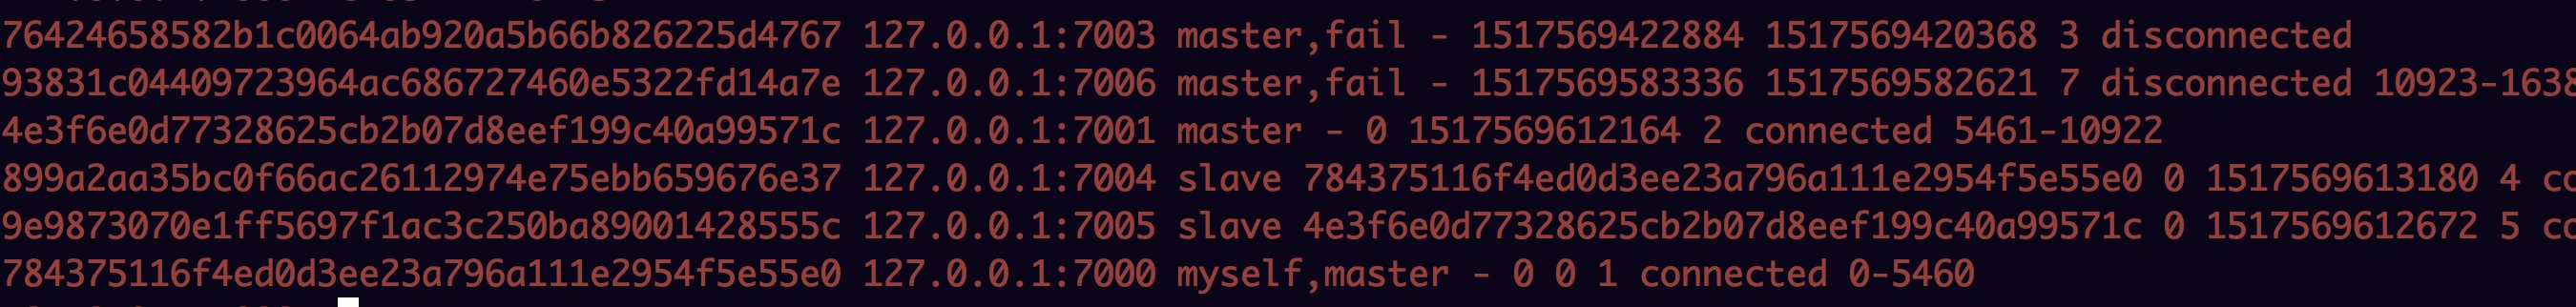 76424658582b1c0064ab920a5b66b826225d4767 127.0.0.1:7003 master,fail - 1517569422884 1517569420368 3 disconnected
93831c04409723964ac686727460e5322fd14a7e 127.0.0.1:7006 master,fail - 1517569583336 1517569582621 7 disconnected 10923-1638
4e3f6e0d77328625cb2b07d8eef199c40a99571c 127.0.0.1:7001 master - 0 1517569612164 2 connected 5461-10922
899a2aa35bc0f66ac26112974e75ebb659676e37 127.0.0.1:7004 slave 784375116f4ed0d3ee23a796a111e2954f5e55e0 0 1517569613180 4 co
9e9873070e1ff5697f1ac3c250ba89001428555c 127.0.0.1:7005 slave 4e3f6e0d77328625cb2b07d8eef199c40a99571c 0 1517569612672 5 co
784375116f4ed0d3ee23a796a111e2954f5e55e0 127.0.0.1:7000 myself,master - 0 0 1 connected 0-5460